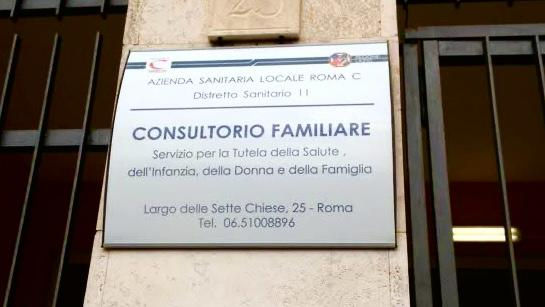 25
AZIENDA SANITARIA LOCALE ROMA C
Distretto Sanitario 11
CONSULTORIO FAMILIARE
Servizio per la Tutela della Salute ,
dell'Infanzia, della Donna e della Famiglia
Largo delle Sette Chiese, 25 - Roma
Tel. 06.51008896